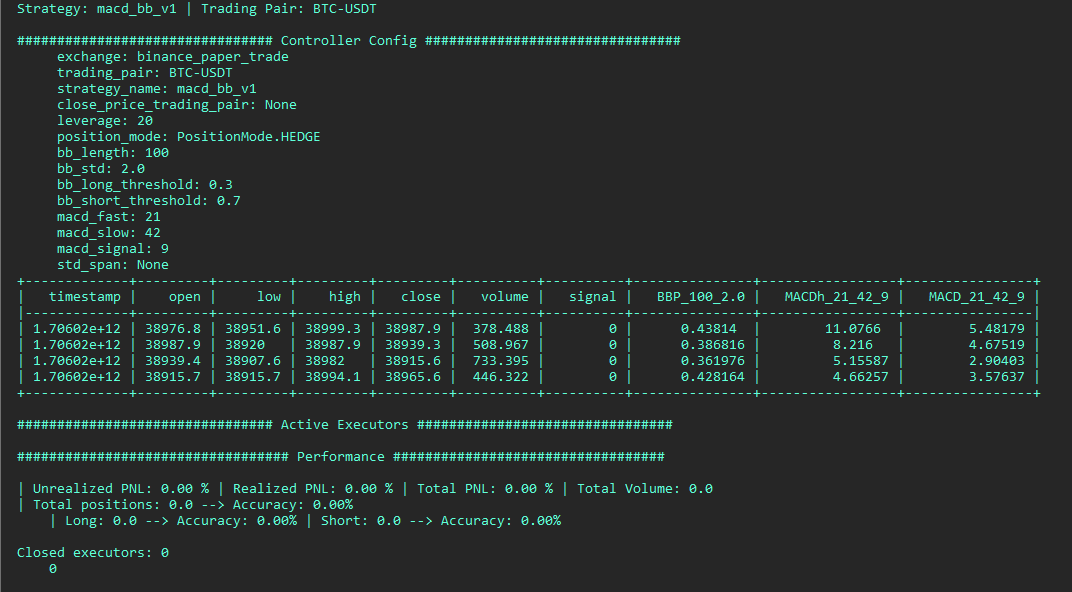 Strategy: macd_bb_v1 | Trading Pair: BTC-USDT
################################ Controller Config ################################
exchange: binance_paper_trade
trading_pair: BTC-USDT
strategy_name: macd_bb_v1
close_price_trading_pair: None
leverage: 20
position_mode: PositionMode.HEDGE
bb_length: 100
bb_std: 2.0
bb_long_threshold: 0.3
bb_short_threshold: 0.7
macd_fast: 21
macd_slow: 42
macd_signal: 9
std_span: None
+-------------+---------+---------+---------+---------+----------+----------+---------------+-----------------+----------------+
| timestamp | open | low | high | close | volume | signal | BBP_100_2.0 | MACDh_21_42_9 | MACD_21_42_9 |
|-------------+---------+---------+---------+---------+----------+----------+---------------+-----------------+----------------|
| 1.70602e+12 | 38976.8 | 38951.6 | 38999.3 | 38987.9 | 378.488 | 0 | 0.43814 | 11.0766 | 5.48179 |
| 1.70602e+12 | 38987.9 | 38920 | 38987.9 | 38939.3 | 508.967 | 0 | 0.386816 | 8.216 | 4.67519 |
| 1.70602e+12 | 38939.4 | 38907.6 | 38982 | 38915.6 | 733.395 | 0 | 0.361976 | 5.15587 | 2.90403 |
| 1.70602e+12 | 38915.7 | 38915.7 | 38994.1 | 38965.6 | 446.322 | 0 | 0.428164 | 4.66257 | 3.57637 |
+-------------+---------+---------+---------+---------+----------+----------+---------------+-----------------+----------------+
################################ Active Executors ################################
################################## Performance ##################################
| Unrealized PNL: 0.00 % | Realized PNL: 0.00 % | Total PNL: 0.00 % | Total Volume: 0.0
| Total positions: 0.0 --> Accuracy: 0.00%
| Long: 0.0 --> Accuracy: 0.00% | Short: 0.0 --> Accuracy: 0.00%
Closed executors: 0
0